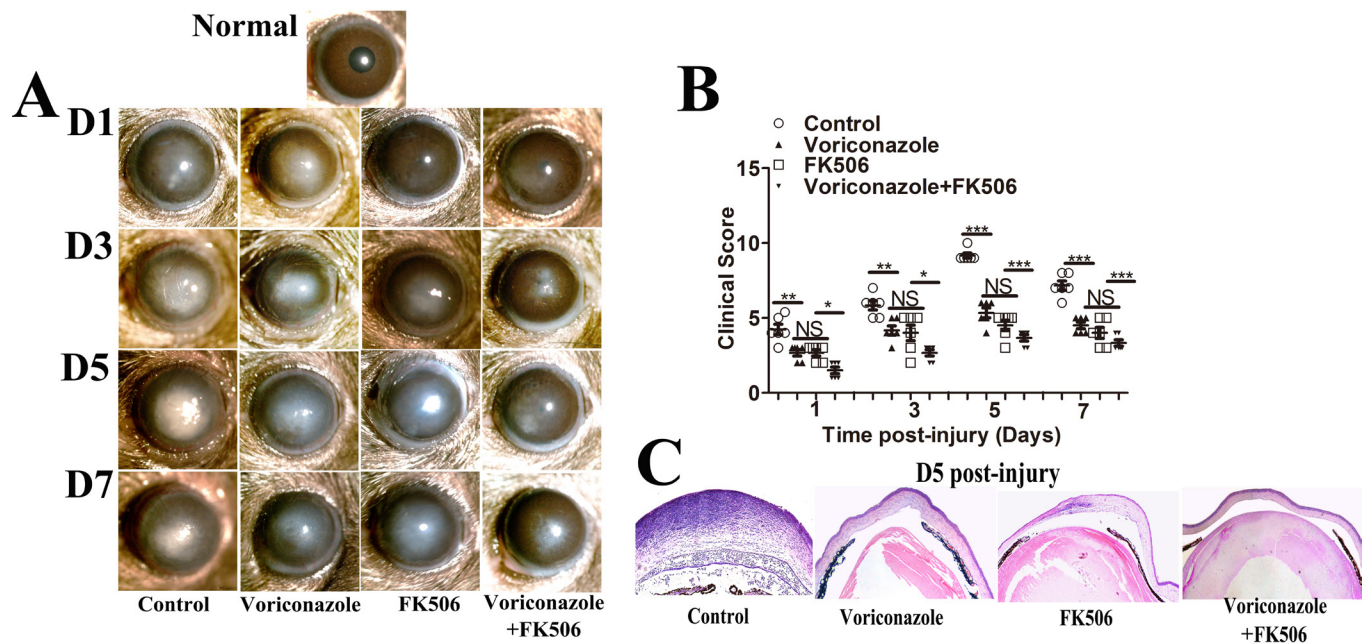 Normal
A
D1
D3
D5
D7
Control
Voriconazole
FK506
Voriconazole
+FK506
B
Control
Voriconazole
FK506
Voriconazole+FK506
Clinical Score
15
10
5
0
** NS *
** NS *
*** NS ***
*** NS ***
1 3 5 7
Time post-injury (Days)
C
D5 post-injury
Control
Voriconazole
FK506
Voriconazole
+FK506